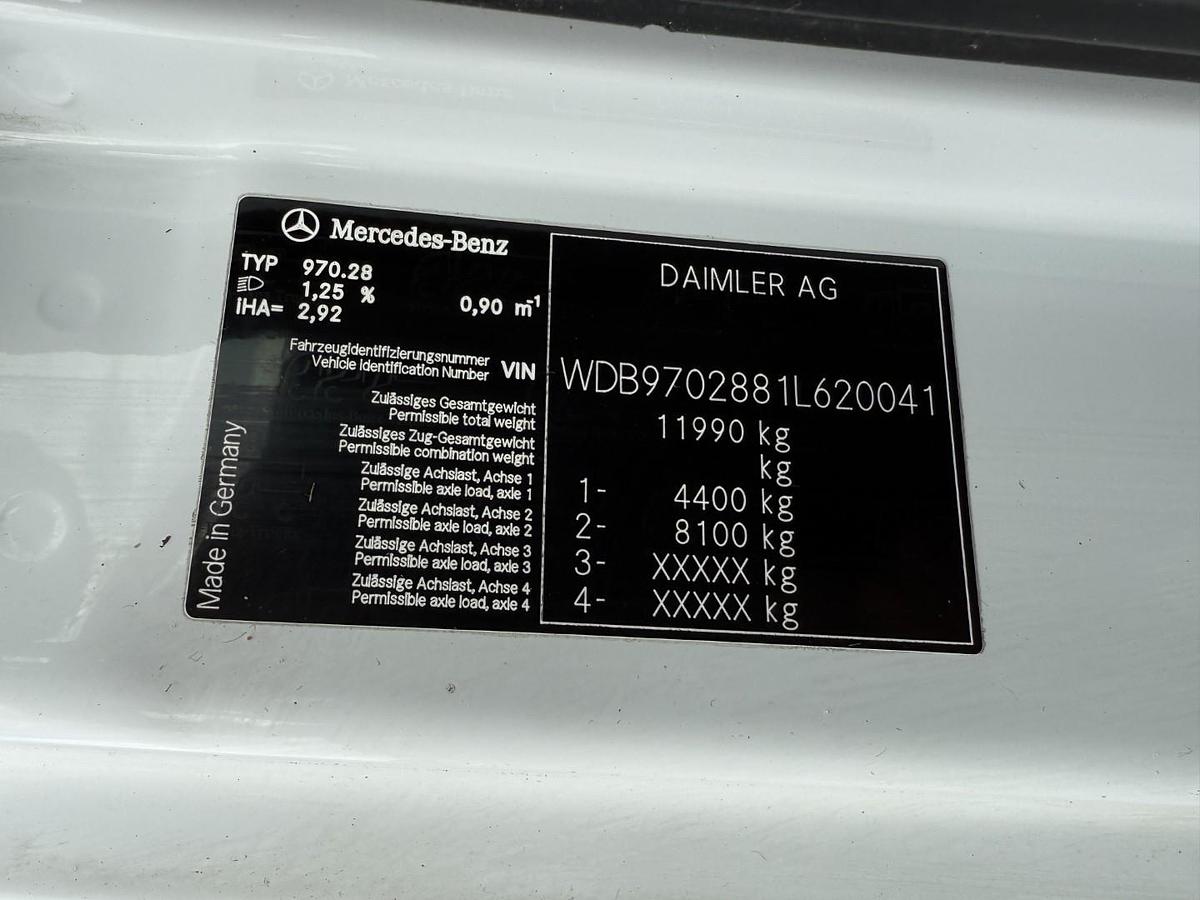 Mercedes-Benz
TYP 970.28
1,25 % 0,90 m⁻¹
iHA= 2,92
Fahrzeugidentifizierungsnummer
Vehicle Identification Number VIN
Zulässiges Gesamtgewicht
Permissible total weight
Zulässiges Zug-Gesamtgewicht
Permissible combination weight
Zulässige Achslast, Achse 1
Permissible axle load, axle 1
Zulässige Achslast, Achse 2
Permissible axle load, axle 2
Zulässige Achslast, Achse 3
Permissible axle load, axle 3
Zulässige Achslast, Achse 4
Permissible axle load, axle 4
Made in Germany
DAIMLER AG
WDB9702881L620041
11990 kg
kg
1- 4400 kg
2- 8100 kg
3- XXXXX kg
4- XXXXX kg